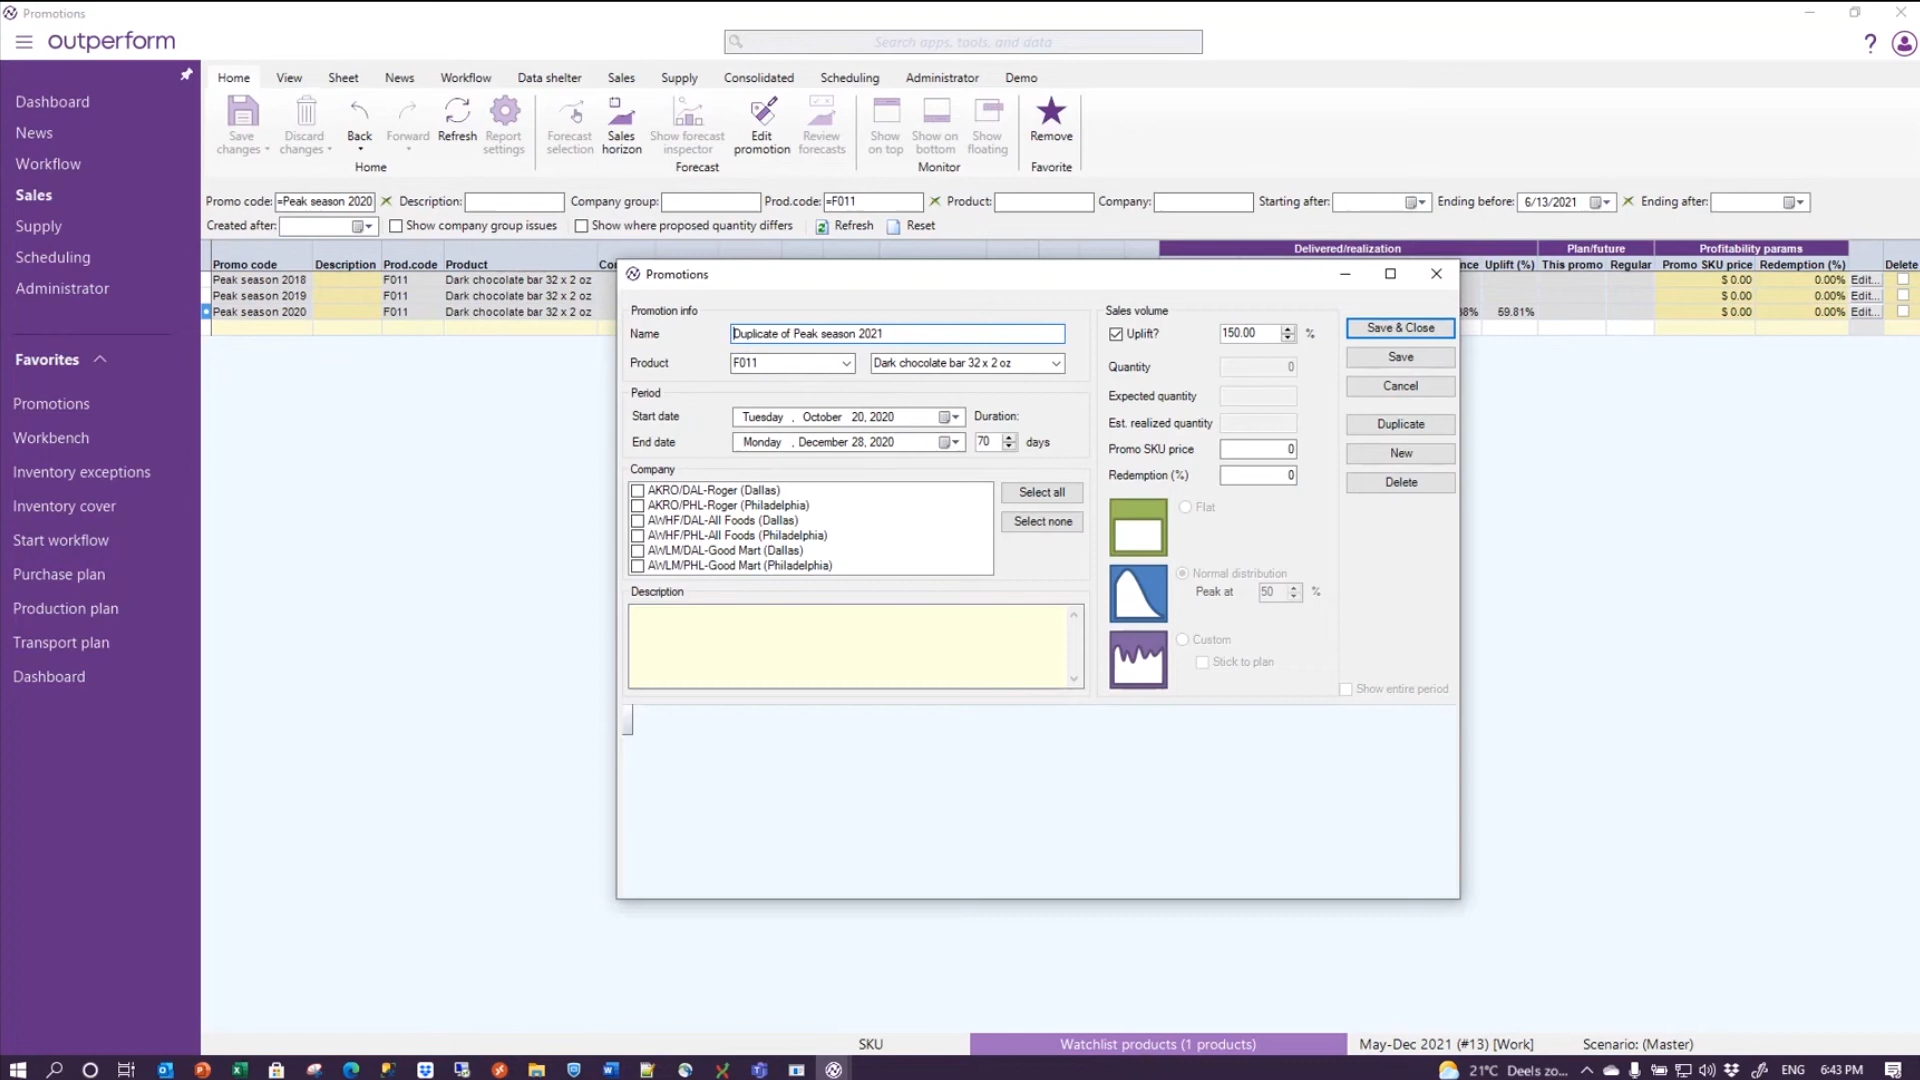 Promotions
outperform
Search apps, tools, and data
?
Dashboard
News
Workflow
Sales
Supply
Scheduling
Administrator
Favorites
Promotions
Workbench
Inventory exceptions
Inventory cover
Start workflow
Purchase plan
Production plan
Transport plan
Dashboard
Home View Sheet News Workflow Data shelter Sales Supply Consolidated Scheduling Administrator Demo
Save changes Discard changes Back Forward Refresh Report settings Forecast selection Sales horizon Show forecast inspector Edit promotion Review forecasts Show on top Show on bottom Show floating Remove
Home Forecast Monitor Favorite
Promo code: =Peak season 2020 Description: Company group: Prod.code: =F011 Product: Company: Starting after: Ending before: 6/13/2021 Ending after:
Created after: Show company group issues Show where proposed quantity differs Refresh Reset
Delivered/realization Plan/future Profitability params
Promo code Description Prod.code Product Uplift (%) This promo Regular Promo SKU price Redemption (%) Delete
Peak season 2018 F011 Dark chocolate bar 32 x 2 oz $ 0.00 0.00% Edit...
Peak season 2019 F011 Dark chocolate bar 32 x 2 oz $ 0.00 0.00% Edit...
Peak season 2020 F011 Dark chocolate bar 32 x 2 oz 59.81% $ 0.00 0.00% Edit...
Promotions
Promotion info
Name Duplicate of Peak season 2021
Product F011 Dark chocolate bar 32 x 2 oz
Period
Start date Tuesday , October 20, 2020 Duration:
End date Monday , December 28, 2020 70 days
Company
AKRO/DAL-Roger (Dallas)
AKRO/PHL-Roger (Philadelphia)
AWHF/DAL-All Foods (Dallas)
AWHF/PHL-All Foods (Philadelphia)
AWLM/DAL-Good Mart (Dallas)
AWLM/PHL-Good Mart (Philadelphia)
Select all
Select none
Description
Sales volume
Uplift? 150.00 %
Quantity 0
Expected quantity
Est. realized quantity
Promo SKU price 0
Redemption (%) 0
Flat
Normal distribution
Peak at 50 %
Custom
Stick to plan
Save & Close
Save
Cancel
Duplicate
New
Delete
Show entire period
SKU Watchlist products (1 products) May-Dec 2021 (#13) [Work] Scenario: (Master)
21°C Deels zo... ENG 6:43 PM